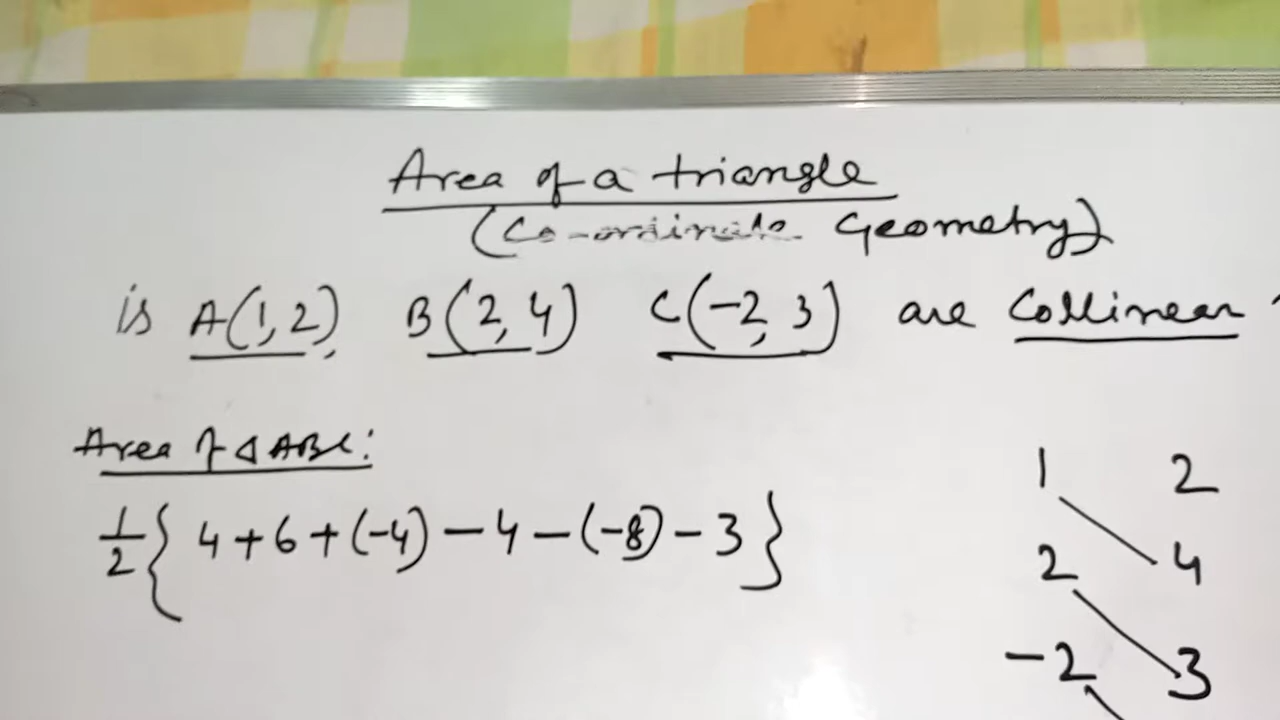 Area of a triangle
(Co-ordinate Geometry)
is A(1,2), B(2,4) C(-2,3) are Collinear
Area of △ABC:
1/2{4+6+(-4)-4-(-8)-3}
1 2
2 4
-2 3